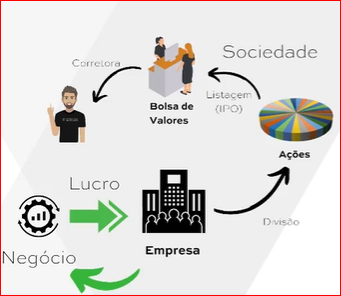 Sociedade
Corretora
Bolsa de
Valores
Listagem
(IPO)
Ações
Lucro
Divisão
Negócio
Empresa